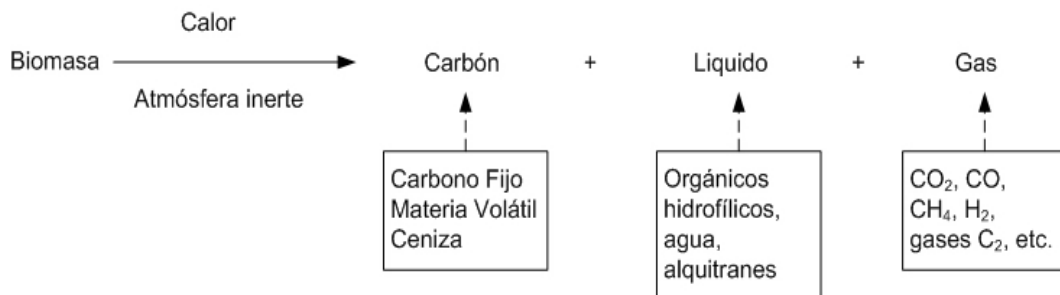 Calor
Biomasa
Atmósfera inerte
Carbón + Liquido + Gas
Carbono Fijo
Materia Volátil
Ceniza
Orgánicos
hidrofílicos,
agua,
alquitranes
CO₂, CO,
CH₄, H₂,
gases C₂, etc.